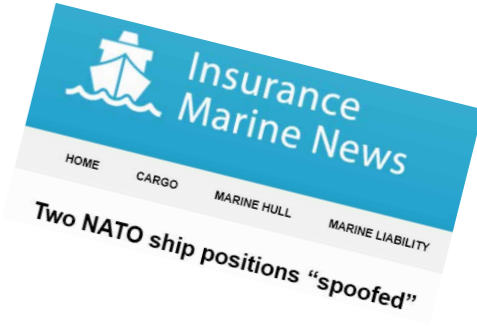 Insurance
Marine News
HOME CARGO MARINE HULL MARINE LIABILITY
Two NATO ship positions “spoofed”